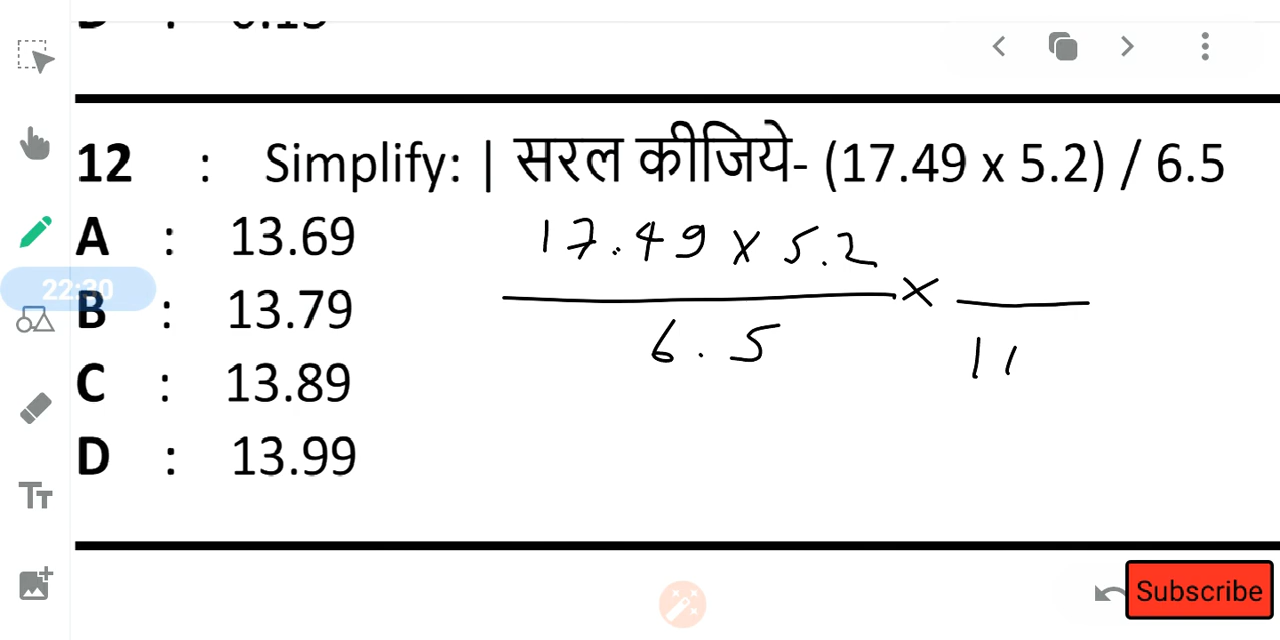 12 : Simplify: | सरल कीजिये- (17.49 x 5.2) / 6.5
A : 13.69
17.49 x 5.2
22:30
B : 13.79
x
6.5
C : 13.89
D : 13.99
TT
Subscribe